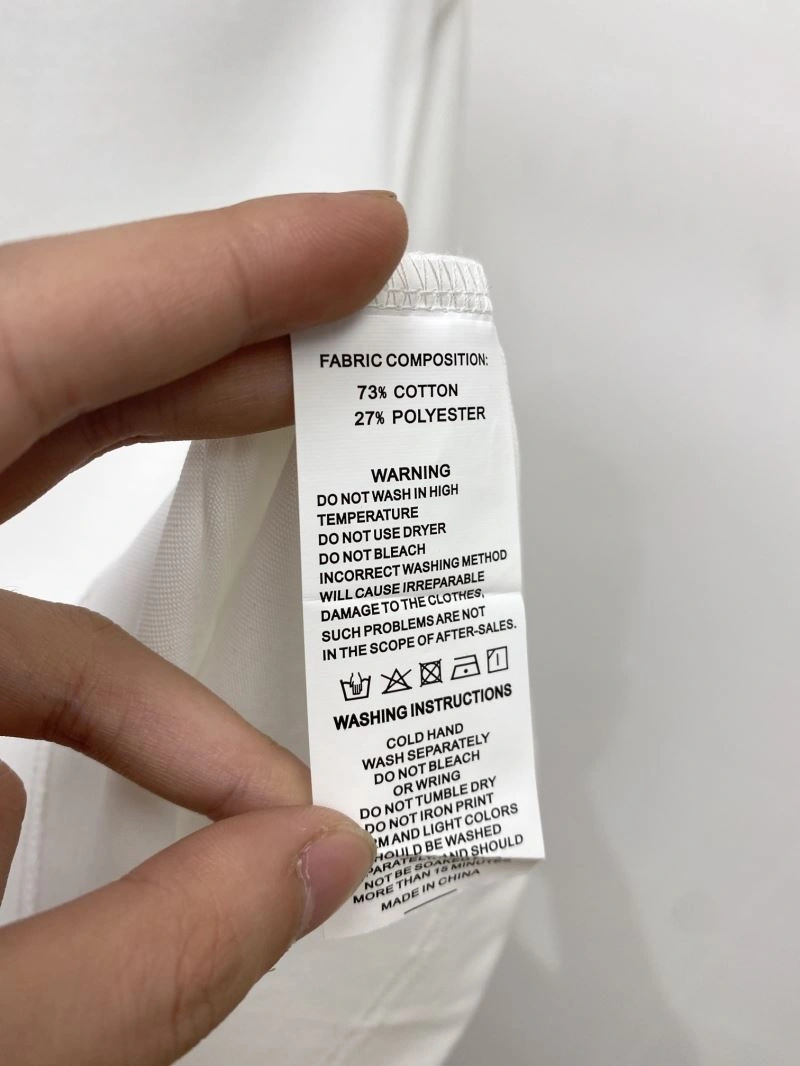 FABRIC COMPOSITION:
73% COTTON
27% POLYESTER
WARNING
DO NOT WASH IN HIGH
TEMPERATURE
DO NOT USE DRYER
DO NOT BLEACH
INCORRECT WASHING METHOD
WILL CAUSE IRREPARABLE
DAMAGE TO THE CLOTHES,
SUCH PROBLEMS ARE NOT
IN THE SCOPE OF AFTER-SALES.
WASHING INSTRUCTIONS
COLD HAND
WASH SEPARATELY
DO NOT BLEACH
OR WRING
DO NOT TUMBLE DRY
DO NOT IRON PRINT
AND LIGHT COLORS
SHOULD BE WASHED
SEPARATELY AND SHOULD
NOT BE SOAKED
MORE THAN 15 MINUTES
MADE IN CHINA